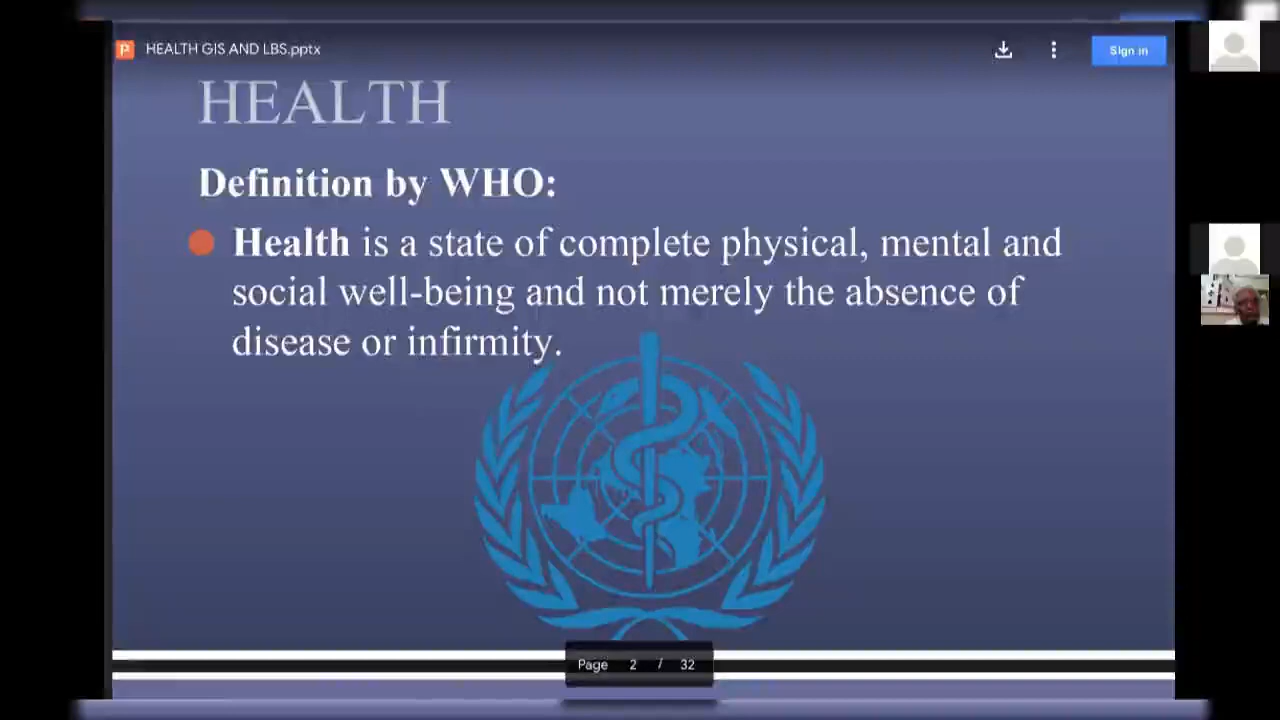 HEALTH GIS AND LBS.pptx
Sign in
HEALTH
Definition by WHO:
Health is a state of complete physical, mental and
social well-being and not merely the absence of
disease or infirmity.
Page 2 / 32